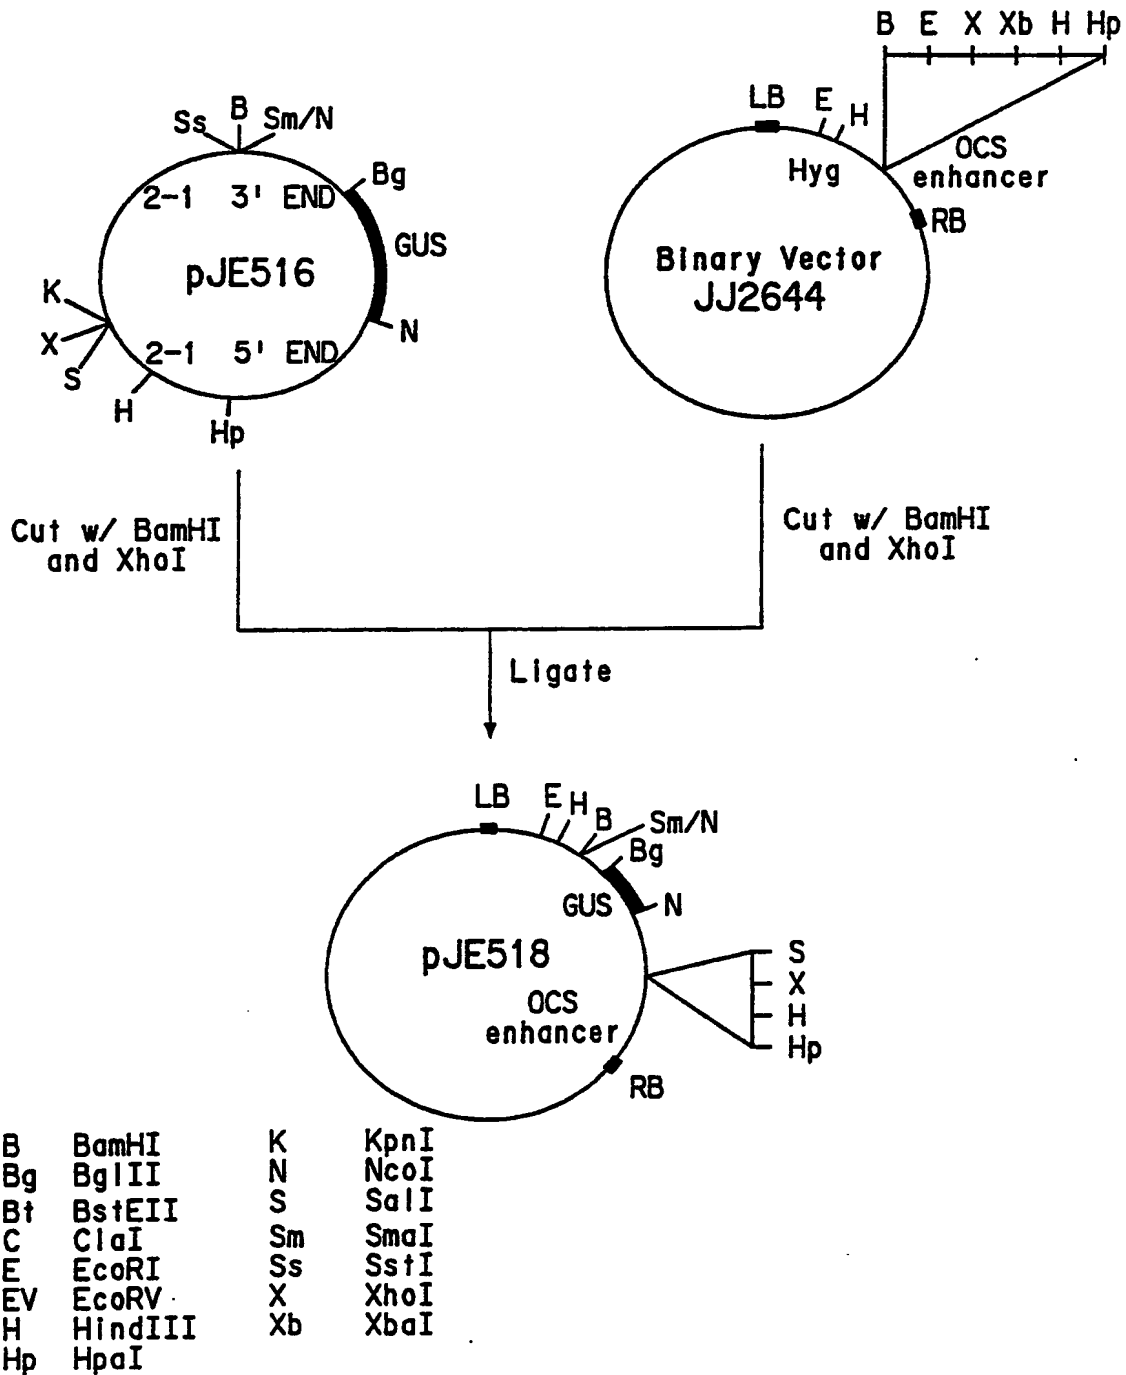 B E X Xb H Hp
Ss B Sm/N
LB E H
Hyg
OCS
enhancer
Bg
2-1 3' END
GUS
RB
pJE516
Binary Vector
JJ2644
K
X
S
N
2-1 5' END
H
Hp
Cut w/ BamHI
and XhoI
Cut w/ BamHI
and XhoI
Ligate
LB E H B Sm/N
Bg
GUS N
pJE518
S
X
H
Hp
OCS
enhancer
RB
B BamHI K KpnI
Bg BglII N NcoI
Bt BstEII S SalI
C ClaI Sm SmaI
E EcoRI Ss SstI
EV EcoRV X XhoI
H HindIII Xb XbaI
Hp HpaI